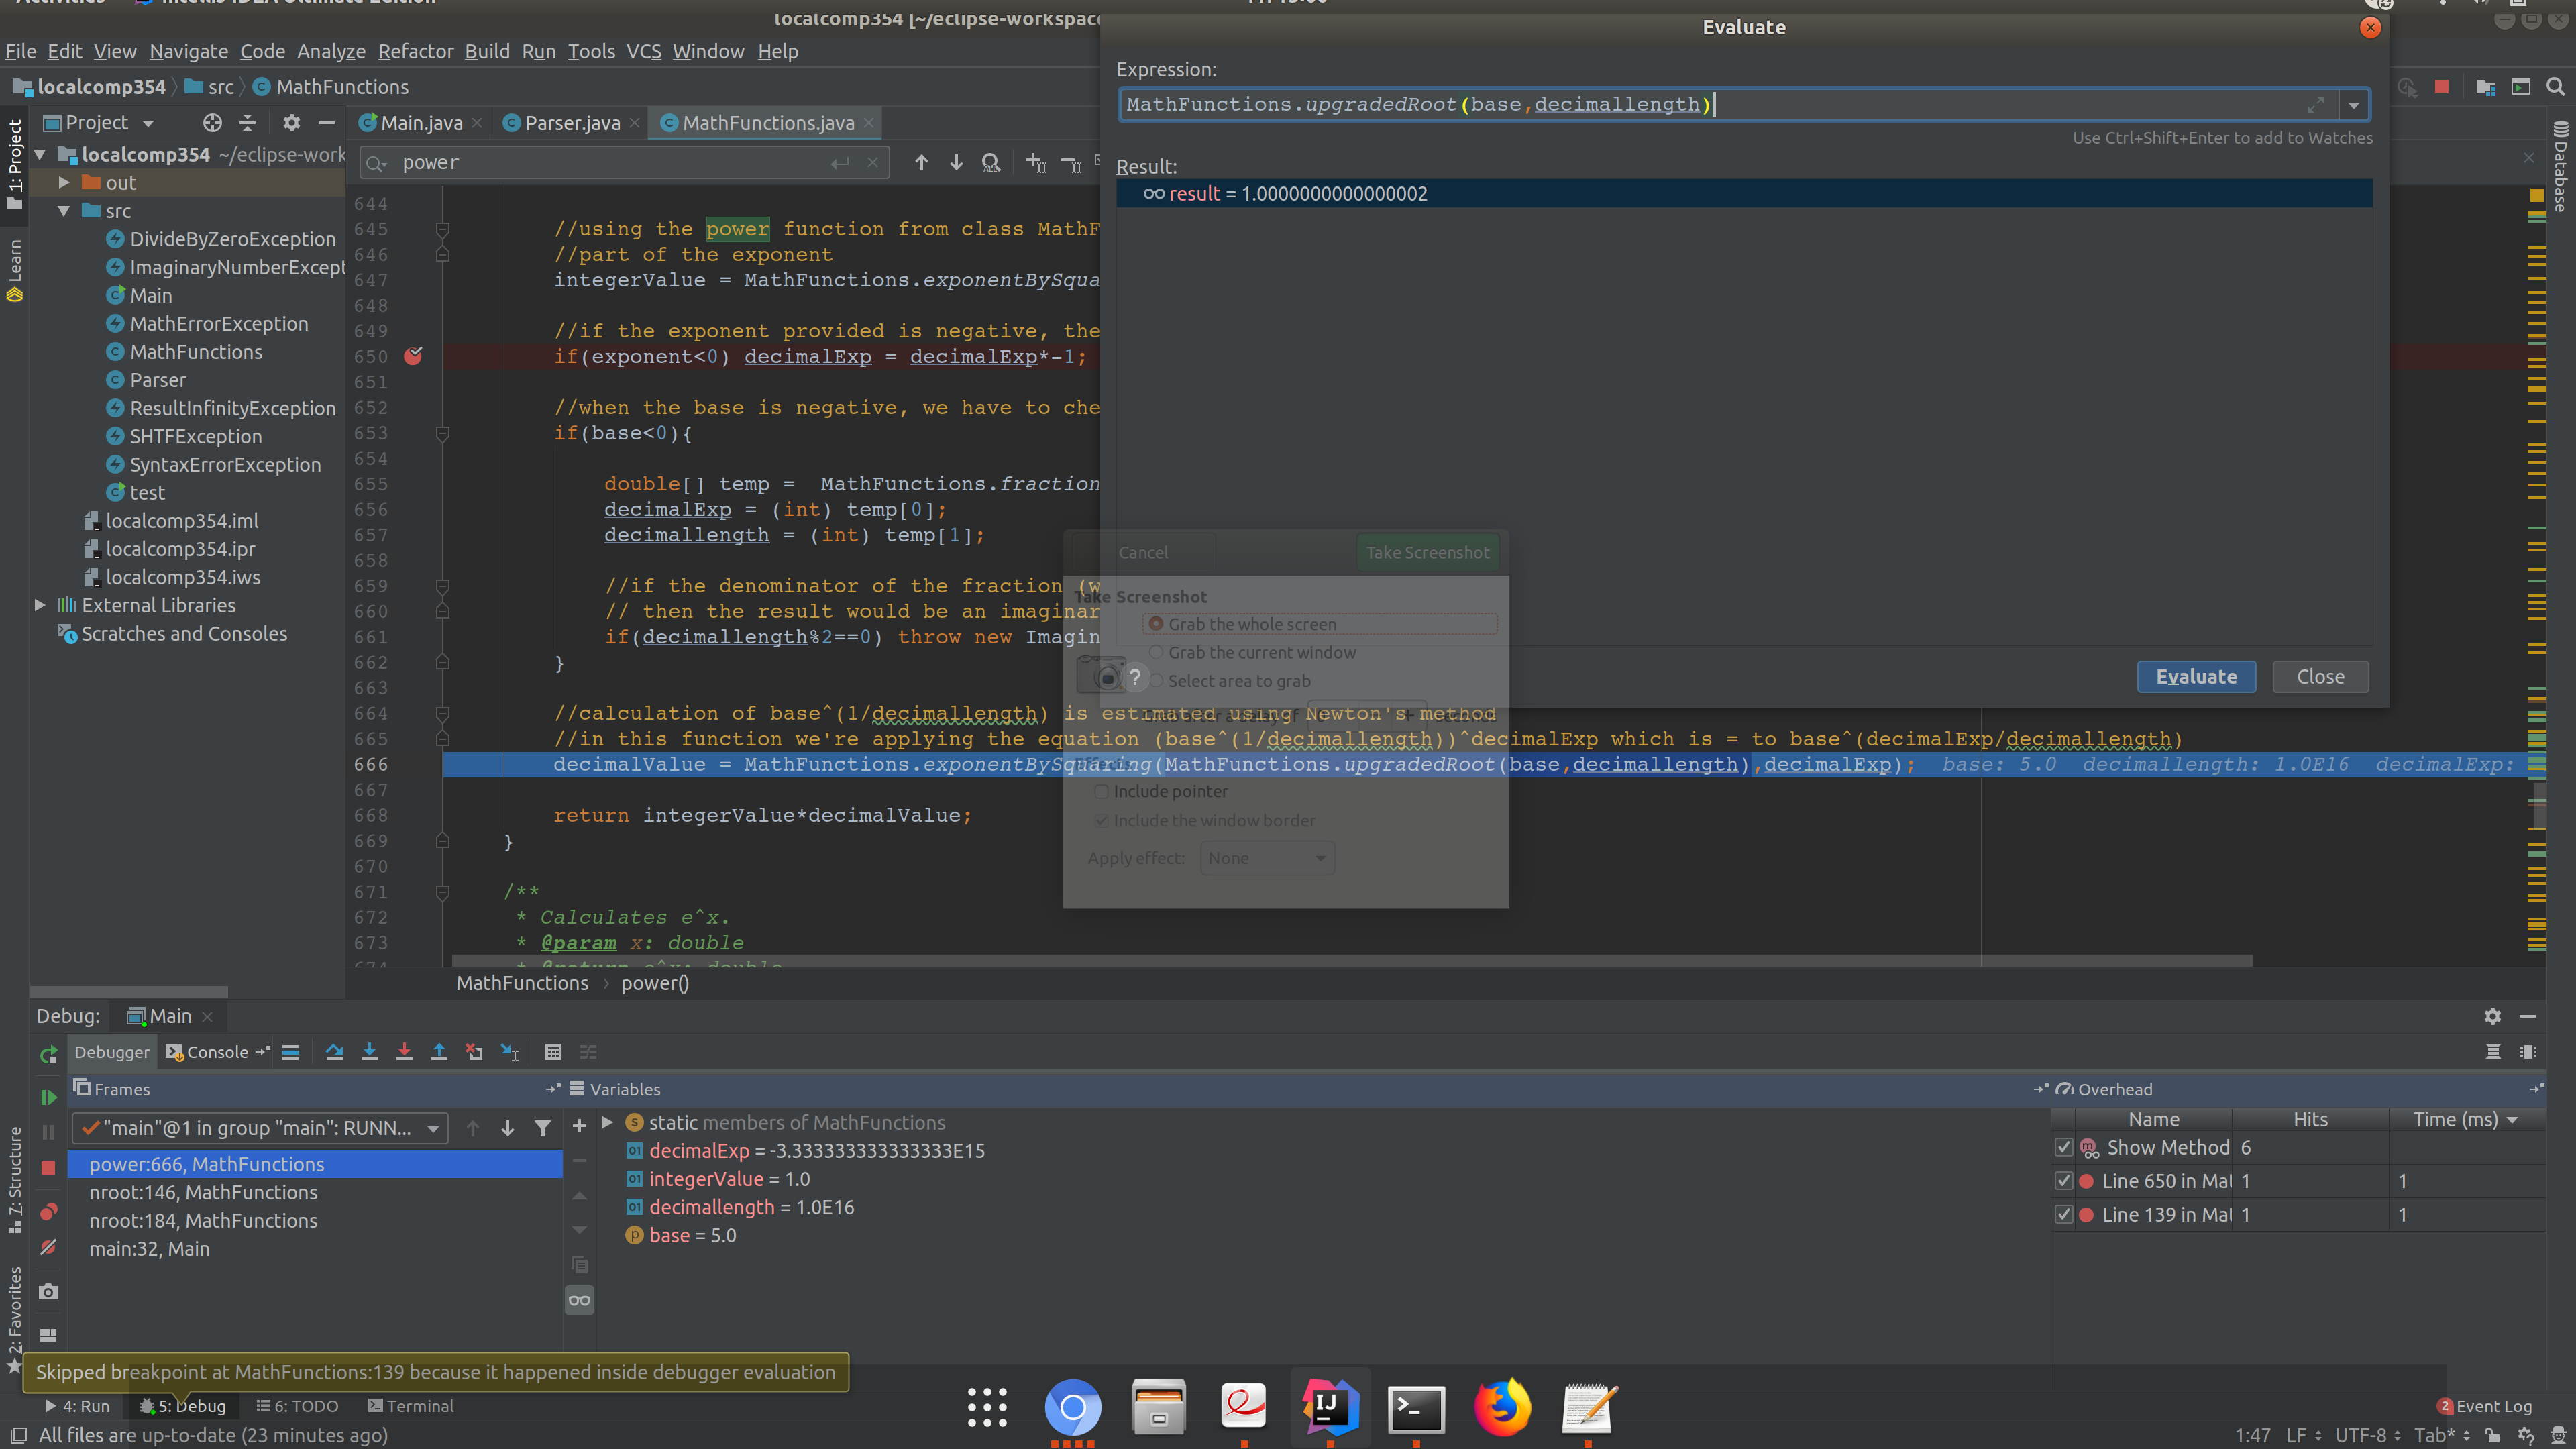 localcomp354 [~/eclipse-workspace
File Edit View Navigate Code Analyze Refactor Build Run Tools VCS Window Help
localcomp354 src MathFunctions
Project
Main.java Parser.java MathFunctions.java
power
1: Project
Learn
7: Structure
2: Favorites
Database
localcomp354 ~/eclipse-work
out
src
DivideByZeroException
ImaginaryNumberExcept
Main
MathErrorException
MathFunctions
Parser
ResultInfinityException
SHTFException
SyntaxErrorException
test
localcomp354.iml
localcomp354.ipr
localcomp354.iws
External Libraries
Scratches and Consoles
644
645 //using the power function from class MathF
646 //part of the exponent
647 integerValue = MathFunctions.exponentBySqua
648
649 //if the exponent provided is negative, the
650 if(exponent<0) decimalExp = decimalExp*-1;
651
652 //when the base is negative, we have to che
653 if(base<0){
654
655 double[] temp = MathFunctions.fraction
656 decimalExp = (int) temp[0];
657 decimallength = (int) temp[1];
658
659 //if the denominator of the fraction (w
660 // then the result would be an imaginar
661 if(decimallength%2==0) throw new Imagin
662 }
663
664 //calculation of base^(1/decimallength) is estimated using Newton's method
665 //in this function we're applying the equation (base^(1/decimallength))^decimalExp which is = to base^(decimalExp/decimallength)
666 decimalValue = MathFunctions.exponentBySquaring(MathFunctions.upgradedRoot(base,decimallength),decimalExp); base: 5.0 decimallength: 1.0E16 decimalExp:
667
668 return integerValue*decimalValue;
669 }
670
671 /**
672 * Calculates e^x.
673 * @param x: double
674 * @return e^x: double
MathFunctions power()
Evaluate
Expression:
MathFunctions.upgradedRoot(base,decimallength)
Use Ctrl+Shift+Enter to add to Watches
Result:
result = 1.0000000000000002
Evaluate Close
Cancel Take Screenshot
Take Screenshot
Grab the whole screen
Grab the current window
Select area to grab
Include pointer
Include the window border
Apply effect: None
Debug: Main
Debugger Console
Frames
"main"@1 in group "main": RUNN...
power:666, MathFunctions
nroot:146, MathFunctions
nroot:184, MathFunctions
main:32, Main
Variables
static members of MathFunctions
decimalExp = -3.333333333333333E15
integerValue = 1.0
decimallength = 1.0E16
base = 5.0
Overhead
Name Hits Time (ms)
Show Method 6
Line 650 in Mat 1 1
Line 139 in Mat 1 1
Skipped breakpoint at MathFunctions:139 because it happened inside debugger evaluation
4: Run 5: Debug 6: TODO Terminal
2 Event Log
All files are up-to-date (23 minutes ago)
1:47 LF UTF-8 Tab*